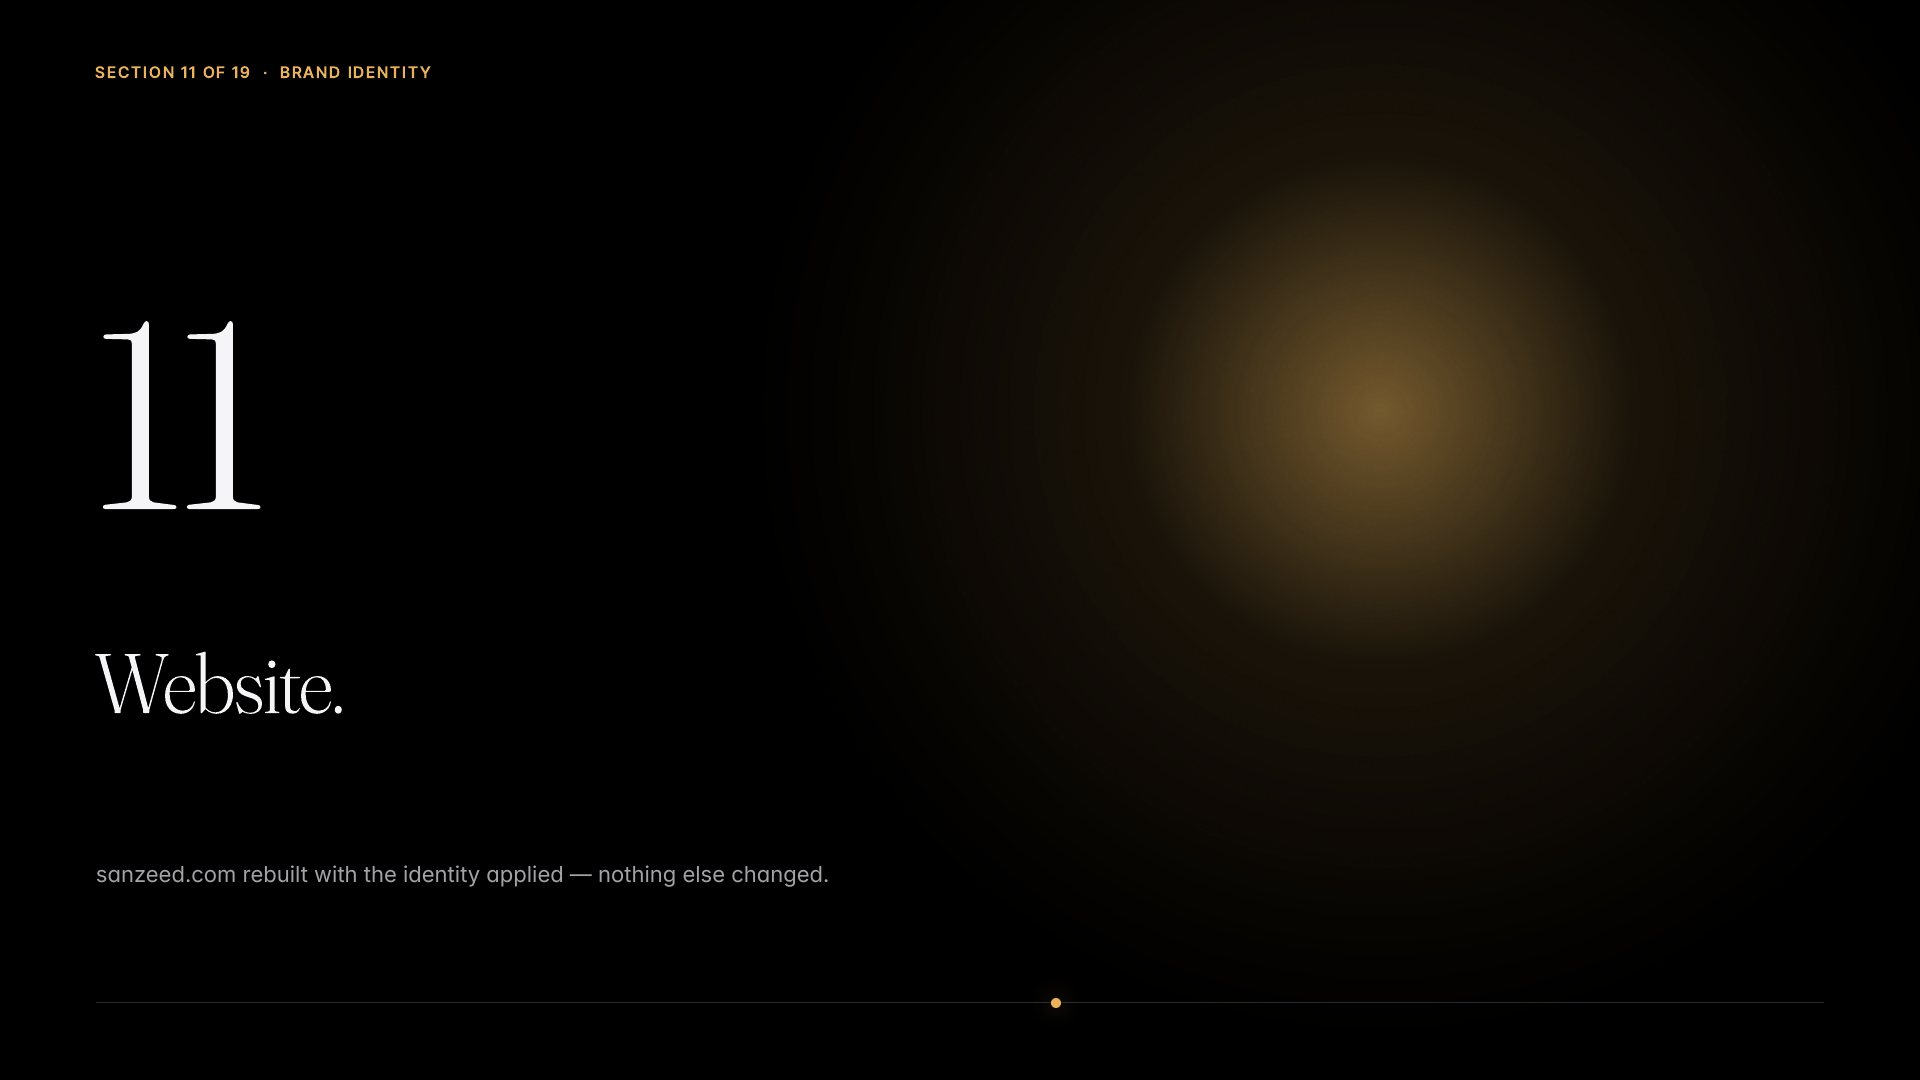 SECTION 11 OF 19 · BRAND IDENTITY
11
Website.
sanzeed.com rebuilt with the identity applied — nothing else changed.